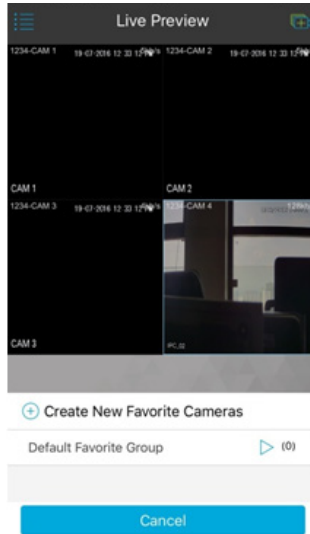 Live Preview
1234-CAM 1
19-07-2016 12:33:12
1234-CAM 2
19-07-2016 12:33:12
CAM 1
CAM 2
1234-CAM 3
19-07-2016 12:33:12
1234-CAM 4
CAM 3
IPC_02
Create New Favorite Cameras
Default Favorite Group
(0)
Cancel